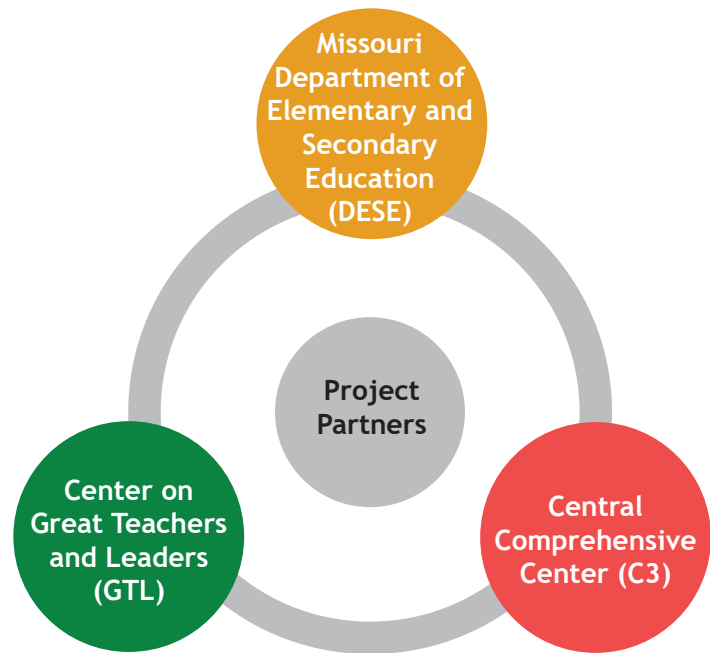 Missouri
Department of
Elementary and
Secondary
Education
(DESE)
Project
Partners
Center on
Great Teachers
and Leaders
(GTL)
Central
Comprehensive
Center (C3)